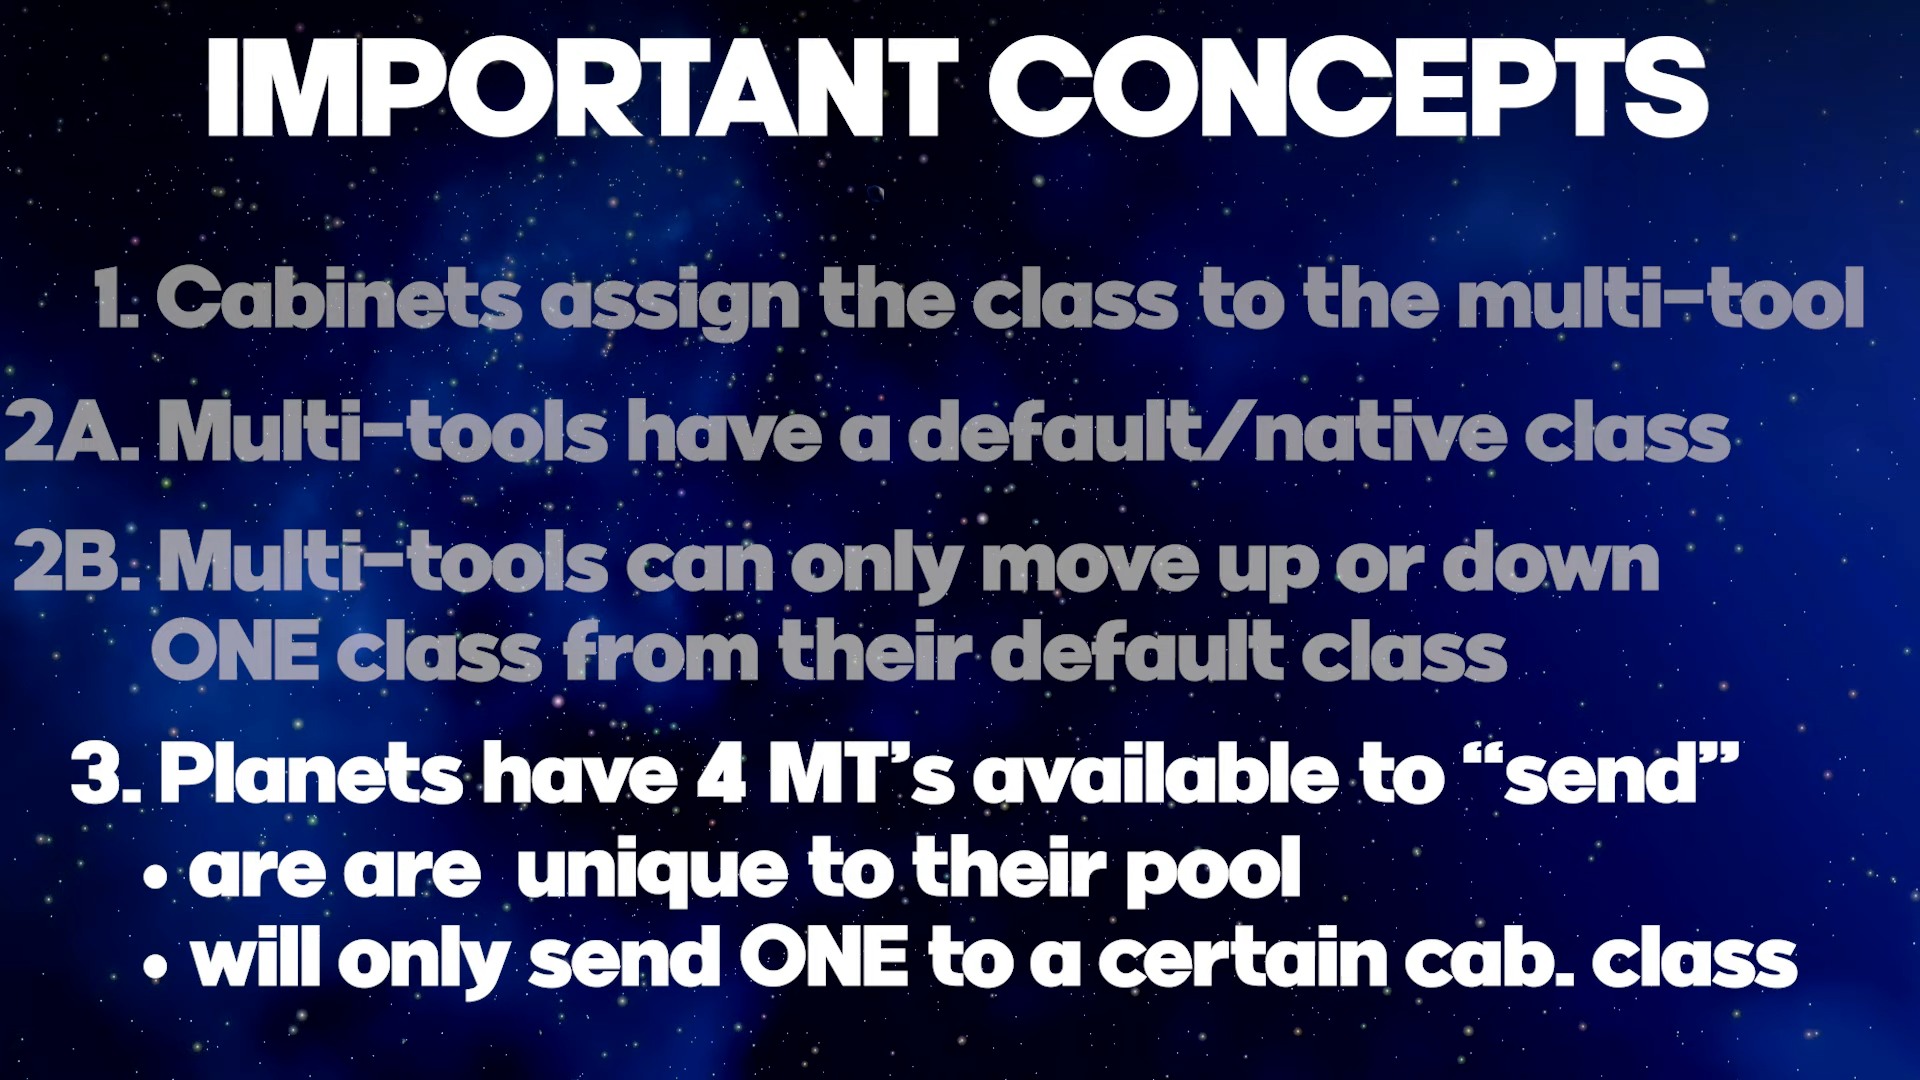 IMPORTANT CONCEPTS
1. Cabinets assign the class to the multi-tool
2A. Multi-tools have a default/native class
2B. Multi-tools can only move up or down
ONE class from their default class
3. Planets have 4 MT’s available to “send”
• are are unique to their pool
• will only send ONE to a certain cab. class